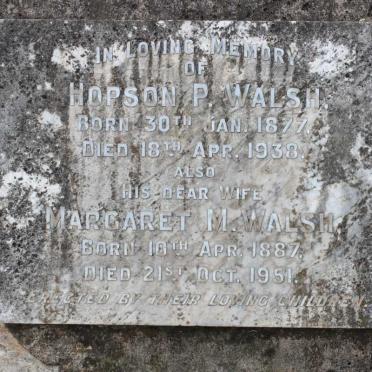 IN LOVING MEMORY
OF
HOPSON P. WALSH.
BORN 30TH JAN. 1877.
DIED 18TH APR. 1938.
ALSO
HIS DEAR WIFE
MARGARET M. WALSH.
BORN 10TH APR. 1887.
DIED 21ST OCT. 1951.
ERECTED BY THEIR LOVING CHILDREN.